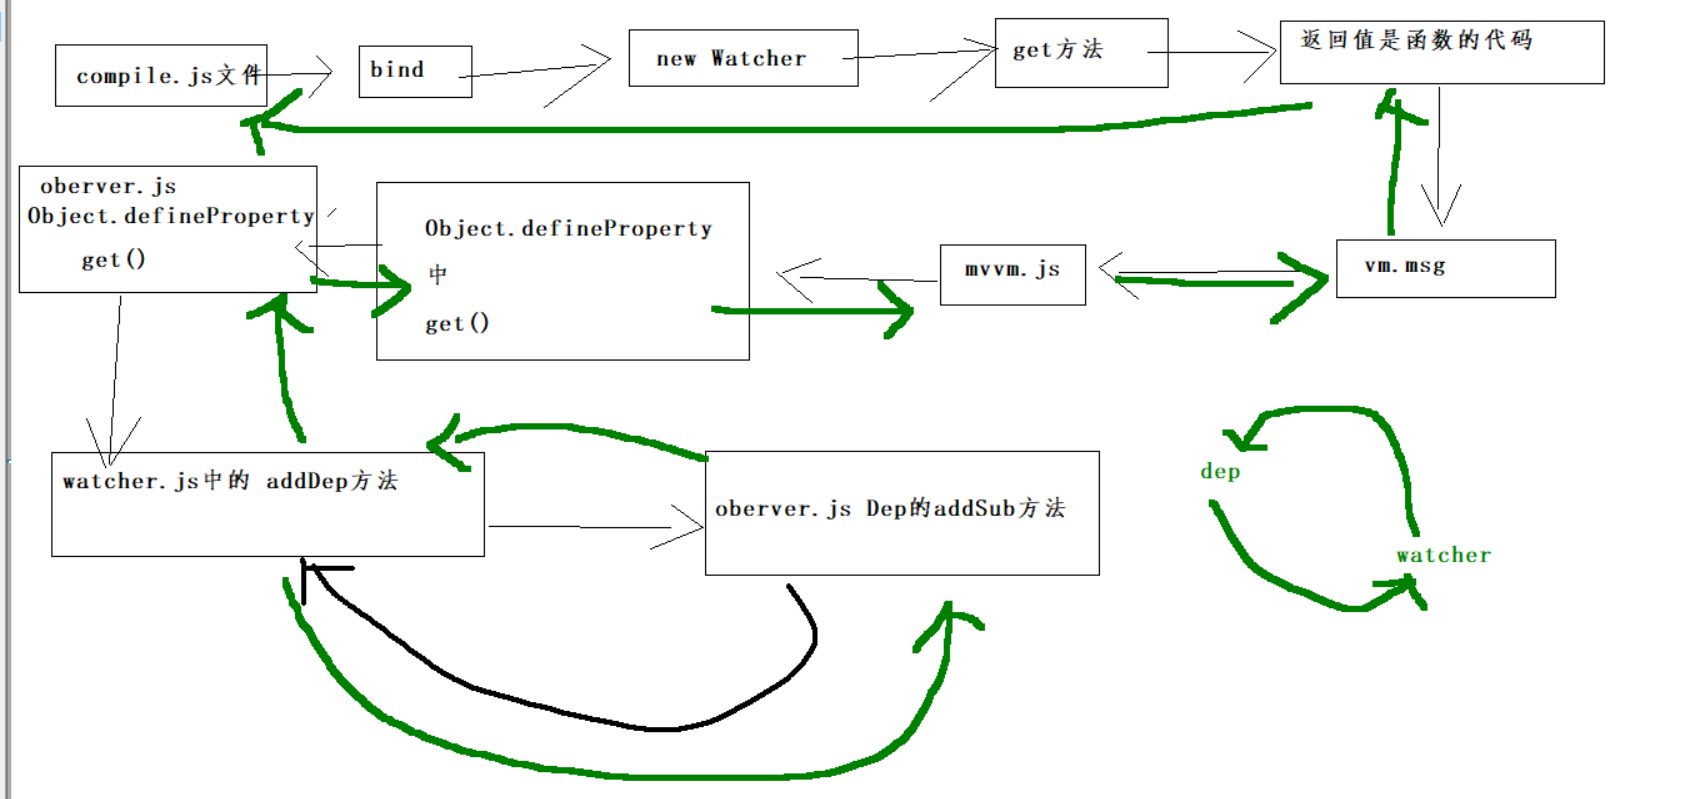 compile.js文件
bind
new Watcher
get方法
返回值是函数的代码
oberver.js
Object.defineProperty
get()
Object.defineProperty
中
get()
mvvm.js
vm.msg
watcher.js中的 addDep方法
oberver.js Dep的addSub方法
dep
watcher